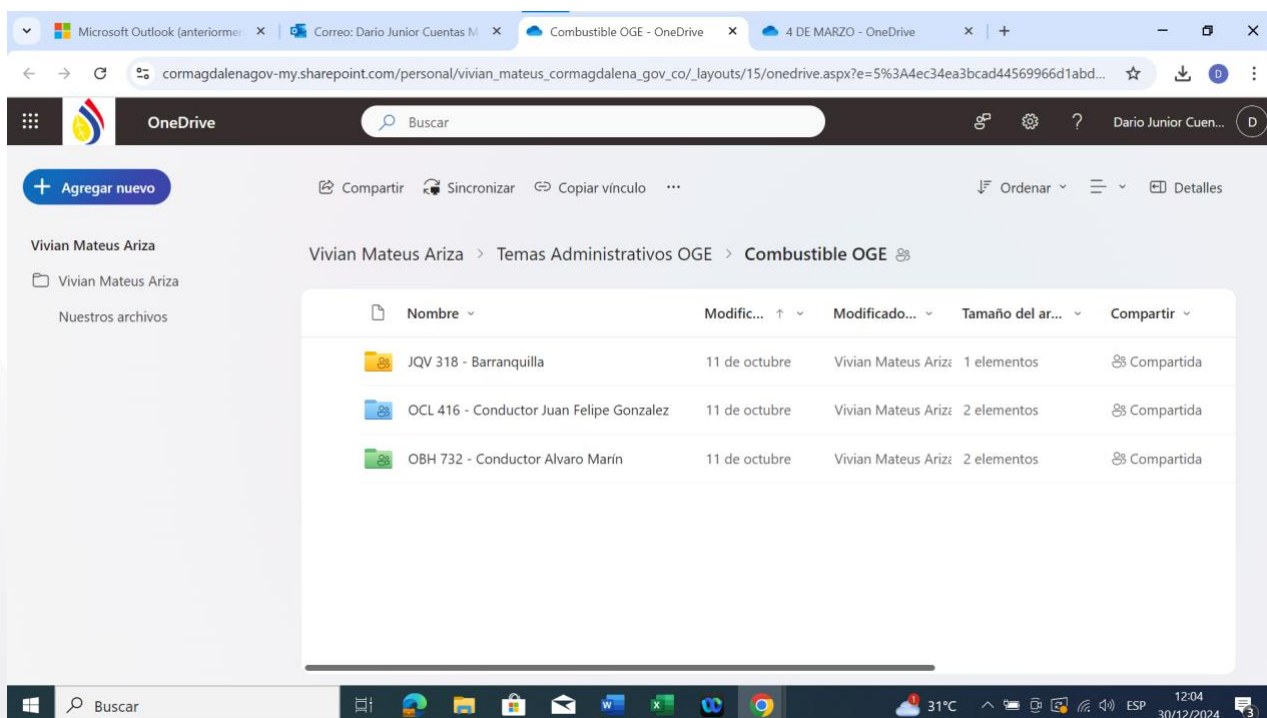 Microsoft Outlook (anteriormen
Correo: Dario Junior Cuentas M
Combustible OGE - OneDrive
4 DE MARZO - OneDrive
cormagdalenagov-my.sharepoint.com/personal/vivian_mateus_cormagdalena_gov_co/_layouts/15/onedrive.aspx?e=5%3A4ec34ea3bcad44569966d1abd...
D
OneDrive
Buscar
Dario Junior Cuen...
D
Agregar nuevo
Compartir Sincronizar Copiar vínculo ...
Ordenar Detalles
Vivian Mateus Ariza
Vivian Mateus Ariza
Nuestros archivos
Vivian Mateus Ariza > Temas Administrativos OGE > Combustible OGE
Nombre Modific... Modificado... Tamaño del ar... Compartir
JQV 318 - Barranquilla 11 de octubre Vivian Mateus Ariza 1 elementos Compartida
OCL 416 - Conductor Juan Felipe Gonzalez 11 de octubre Vivian Mateus Ariza 2 elementos Compartida
OBH 732 - Conductor Alvaro Marín 11 de octubre Vivian Mateus Ariza 2 elementos Compartida
Buscar
31°C
ESP
12:04
30/12/2024
3